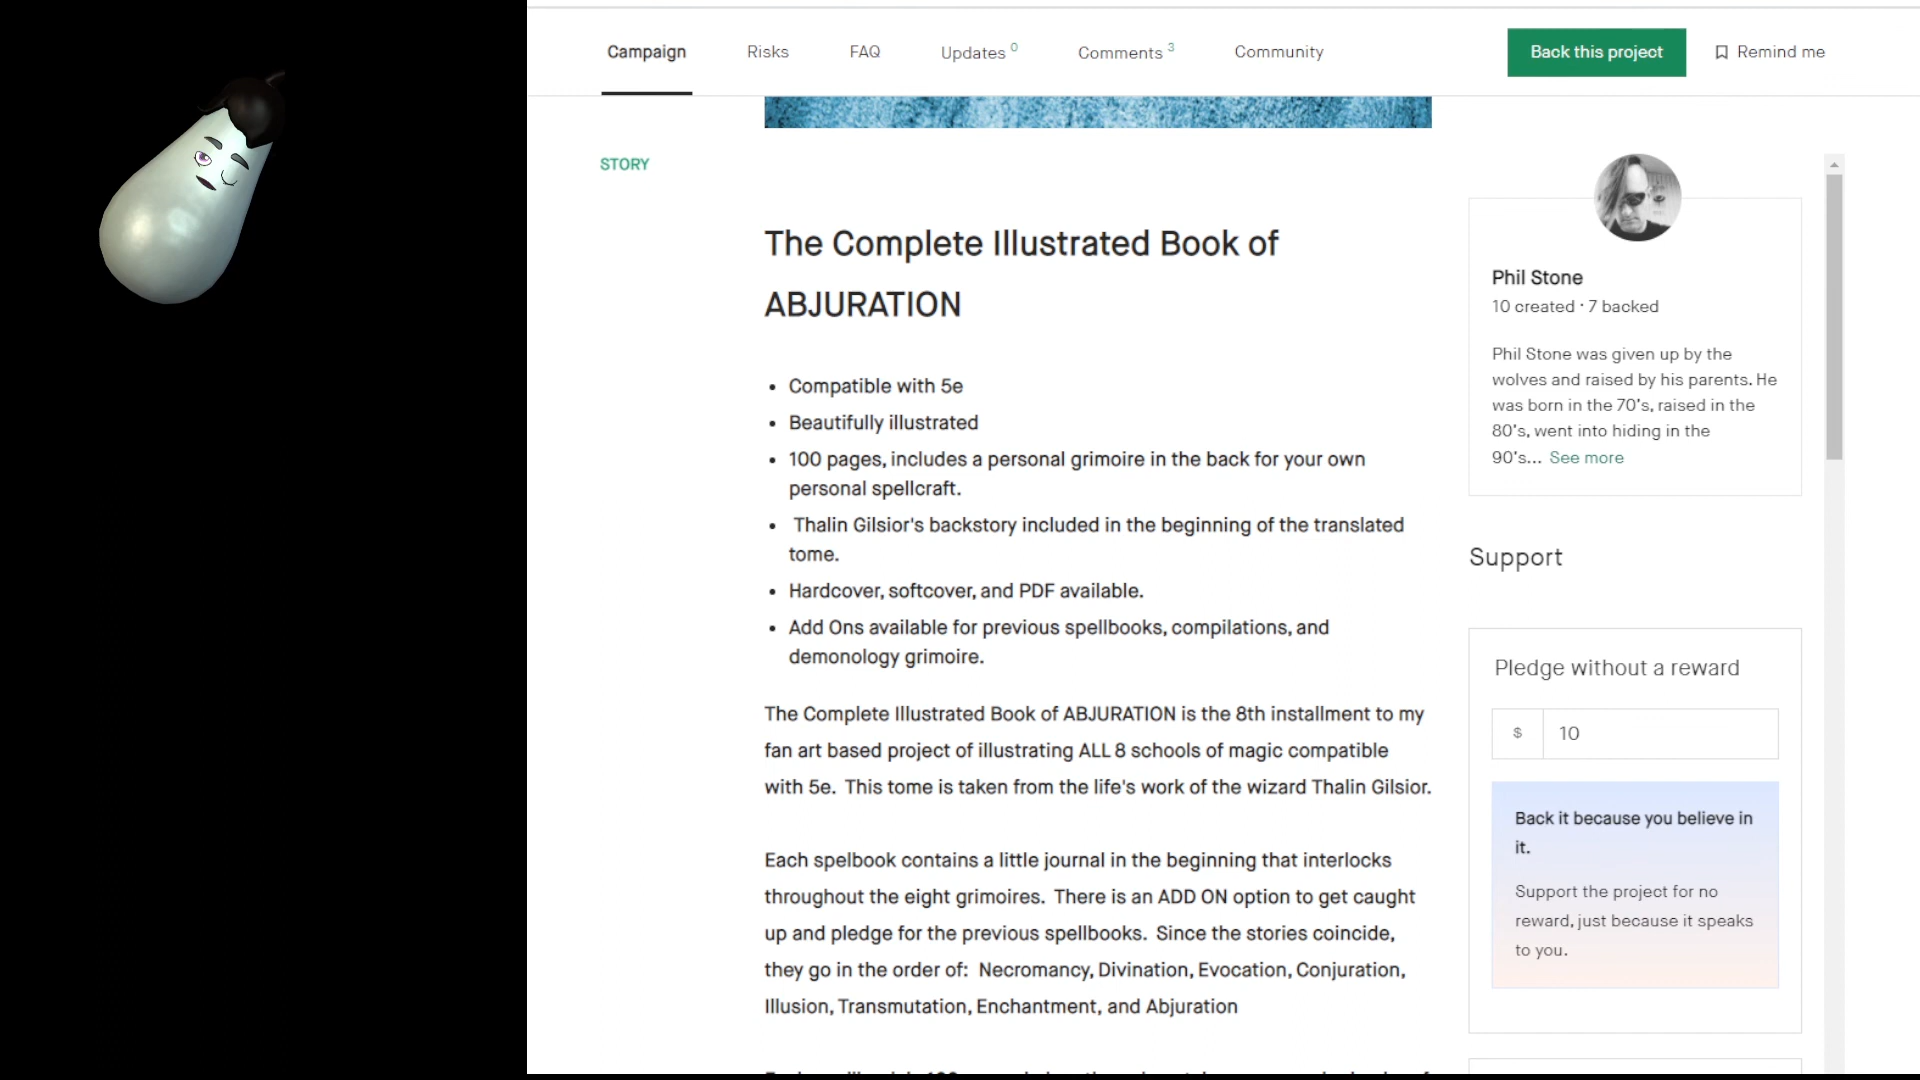 Campaign Risks FAQ Updates 0 Comments 3 Community Back this project Remind me
STORY
The Complete Illustrated Book of
ABJURATION
• Compatible with 5e
• Beautifully illustrated
• 100 pages, includes a personal grimoire in the back for your own
personal spellcraft.
• Thalin Gilsior's backstory included in the beginning of the translated
tome.
• Hardcover, softcover, and PDF available.
• Add Ons available for previous spellbooks, compilations, and
demonology grimoire.
The Complete Illustrated Book of ABJURATION is the 8th installment to my
fan art based project of illustrating ALL 8 schools of magic compatible
with 5e. This tome is taken from the life's work of the wizard Thalin Gilsior.
Each spelbook contains a little journal in the beginning that interlocks
throughout the eight grimoires. There is an ADD ON option to get caught
up and pledge for the previous spellbooks. Since the stories coincide,
they go in the order of: Necromancy, Divination, Evocation, Conjuration,
Illusion, Transmutation, Enchantment, and Abjuration
Phil Stone
10 created · 7 backed
Phil Stone was given up by the
wolves and raised by his parents. He
was born in the 70's, raised in the
80's, went into hiding in the
90's... See more
Support
Pledge without a reward
$ 10
Back it because you believe in
it.
Support the project for no
reward, just because it speaks
to you.